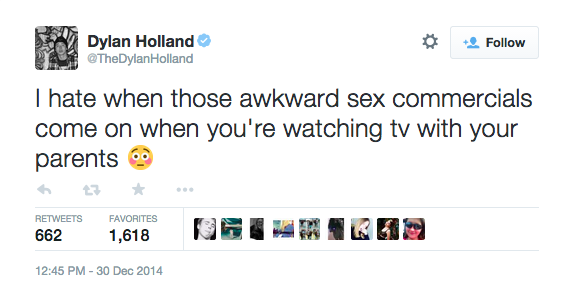 Dylan Holland
@TheDylanHolland
Follow
I hate when those awkward sex commercials
come on when you're watching tv with your
parents 😳
RETWEETS FAVORITES
662 1,618
12:45 PM - 30 Dec 2014